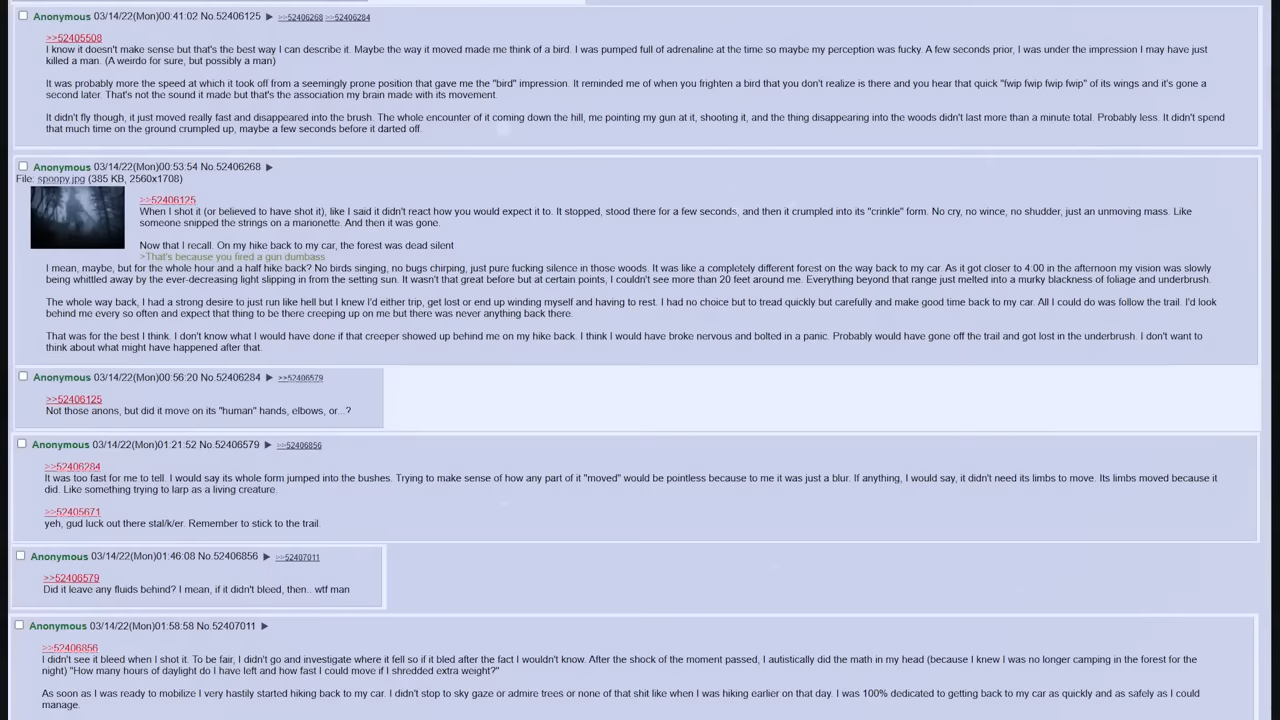 Anonymous 03/14/22(Mon)00:41:02 No.52406125 ▶ >>52406268 >>52406284
>>52405508
I know it doesn't make sense but that's the best way I can describe it. Maybe the way it moved made me think of a bird. I was pumped full of adrenaline at the time so maybe my perception was fucky. A few seconds prior, I was under the impression I may have just
killed a man. (A weirdo for sure, but possibly a man)
It was probably more the speed at which it took off from a seemingly prone position that gave me the "bird" impression. It reminded me of when you frighten a bird that you don't realize is there and you hear that quick "fwip fwip fwip fwip" of its wings and it's gone a
second later. That's not the sound it made but that's the association my brain made with its movement.
It didn't fly though, it just moved really fast and disappeared into the brush. The whole encounter of it coming down the hill, me pointing my gun at it, shooting it, and the thing disappearing into the woods didn't last more than a minute total. Probably less. It didn't spend
that much time on the ground crumpled up, maybe a few seconds before it darted off.
Anonymous 03/14/22(Mon)00:53:54 No.52406268 ▶
File: spoopy.jpg (385 KB, 2560x1708)
>>52406125
When I shot it (or believed to have shot it), like I said it didn't react how you would expect it to. It stopped, stood there for a few seconds, and then it crumpled into its "crinkle" form. No cry, no wince, no shudder, just an unmoving mass. Like
someone snipped the strings on a marionette. And then it was gone.
Now that I recall. On my hike back to my car, the forest was dead silent
>That's because you fired a gun dumbass
I mean, maybe, but for the whole hour and a half hike back? No birds singing, no bugs chirping, just pure fucking silence in those woods. It was like a completely different forest on the way back to my car. As it got closer to 4:00 in the afternoon my vision was slowly
being whittled away by the ever-decreasing light slipping in from the setting sun. It wasn't that great before but at certain points, I couldn't see more than 20 feet around me. Everything beyond that range just melted into a murky blackness of foliage and underbrush.
The whole way back, I had a strong desire to just run like hell but I knew I'd either trip, get lost or end up winding myself and having to rest. I had no choice but to tread quickly but carefully and make good time back to my car. All I could do was follow the trail. I'd look
behind me every so often and expect that thing to be there creeping up on me but there was never anything back there.
That was for the best I think. I don't know what I would have done if that creeper showed up behind me on my hike back. I think I would have broke nervous and bolted in a panic. Probably would have gone off the trail and got lost in the underbrush. I don't want to
think about what might have happened after that.
Anonymous 03/14/22(Mon)00:56:20 No.52406284 ▶ >>52406579
>>52406125
Not those anons, but did it move on its "human" hands, elbows, or...?
Anonymous 03/14/22(Mon)01:21:52 No.52406579 ▶ >>52406856
>>52406284
It was too fast for me to tell. I would say its whole form jumped into the bushes. Trying to make sense of how any part of it "moved" would be pointless because to me it was just a blur. If anything, I would say, it didn't need its limbs to move. Its limbs moved because it
did. Like something trying to larp as a living creature.
>>52405671
yeh, gud luck out there stal/k/er. Remember to stick to the trail.
Anonymous 03/14/22(Mon)01:46:08 No.52406856 ▶ >>52407011
>>52406579
Did it leave any fluids behind? I mean, if it didn't bleed, then.. wtf man
Anonymous 03/14/22(Mon)01:58:58 No.52407011 ▶
>>52406856
I didn't see it bleed when I shot it. To be fair, I didn't go and investigate where it fell so if it bled after the fact I wouldn't know. After the shock of the moment passed, I autistically did the math in my head (because I knew I was no longer camping in the forest for the
night) "How many hours of daylight do I have left and how fast I could move if I shredded extra weight?"
As soon as I was ready to mobilize I very hastily started hiking back to my car. I didn't stop to sky gaze or admire trees or none of that shit like when I was hiking earlier on that day. I was 100% dedicated to getting back to my car as quickly and as safely as I could
manage.